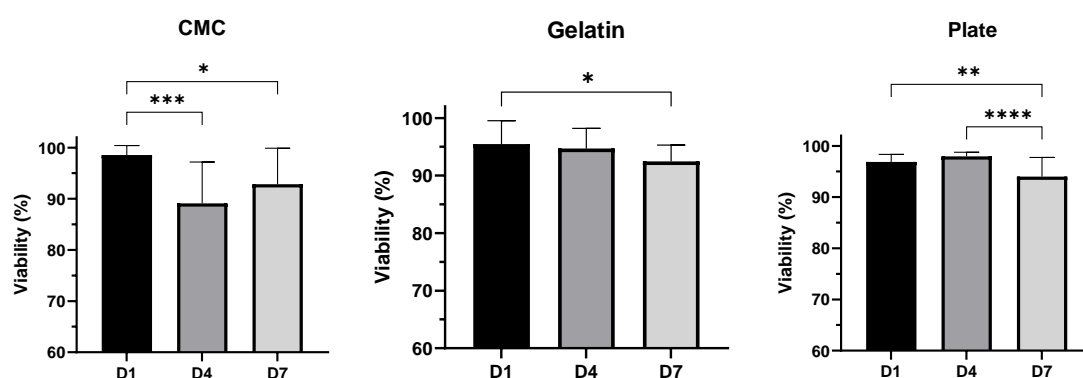 CMC
*
***
Viability (%)
100
90
80
70
60
D1 D4 D7
Gelatin
*
Viability (%)
100
90
80
70
60
D1 D4 D7
Plate
**
****
Viability (%)
100
90
80
70
60
D1 D4 D7